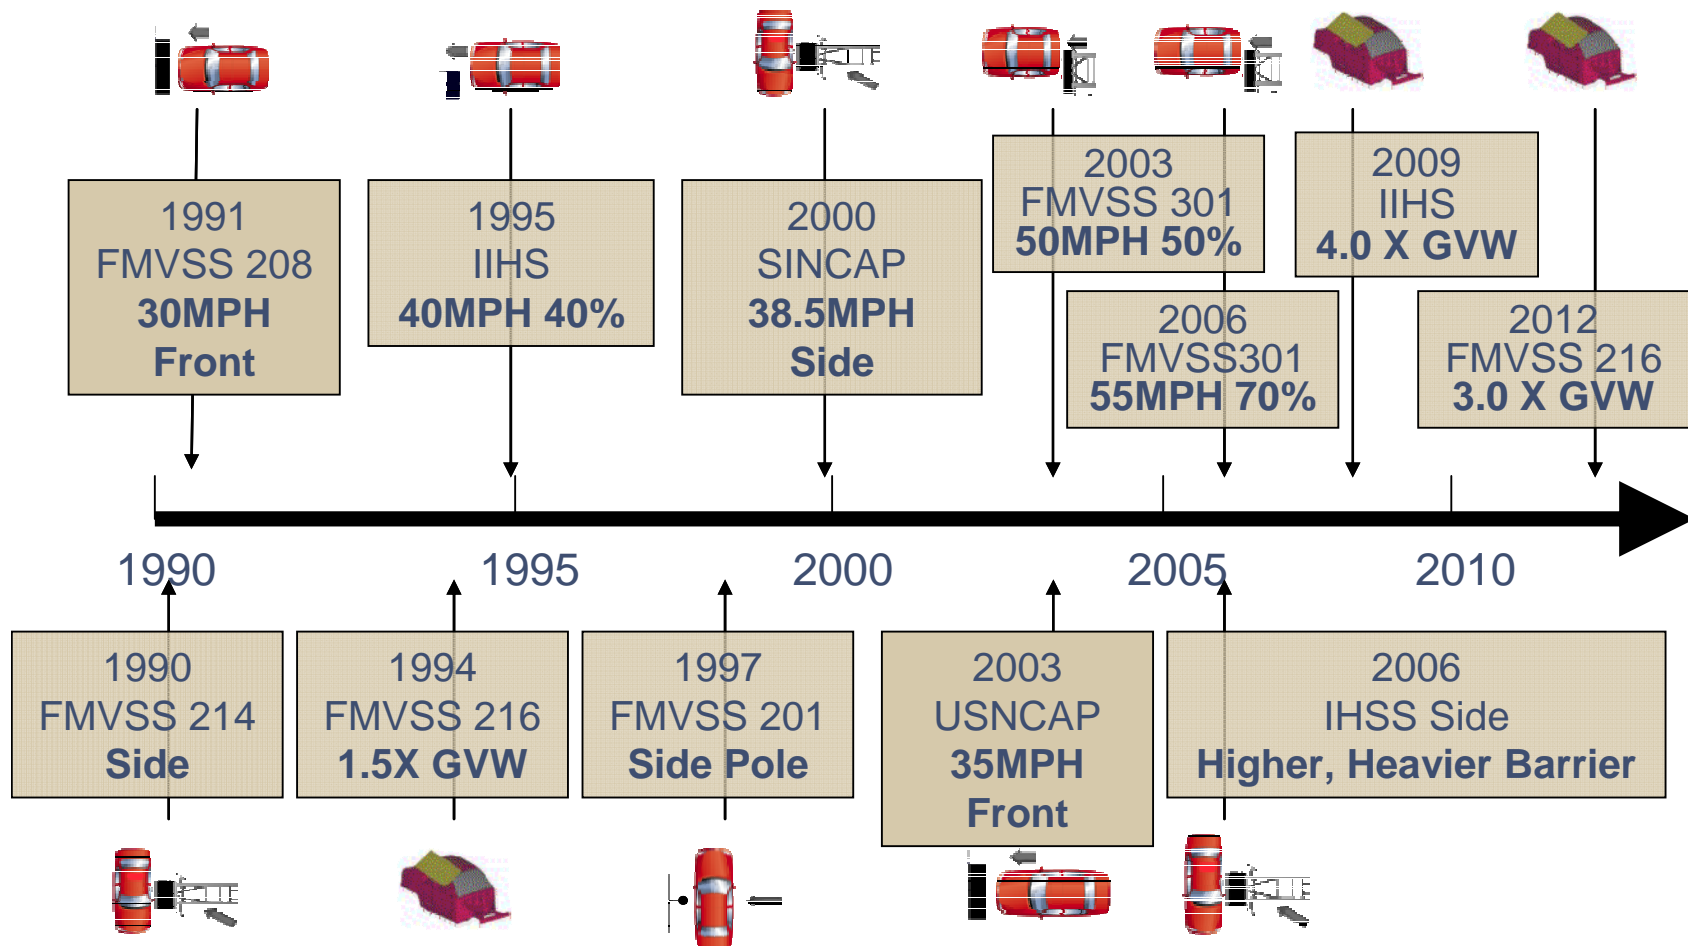 1991
FMVSS 208
30MPH
Front
1995
IIHS
40MPH 40%
2000
SINCAP
38.5MPH
Side
2003
FMVSS 301
50MPH 50%
2006
FMVSS301
55MPH 70%
2009
IIHS
4.0 X GVW
2012
FMVSS 216
3.0 X GVW
1990
1995
2000
2005
2010
1990
FMVSS 214
Side
1994
FMVSS 216
1.5X GVW
1997
FMVSS 201
Side Pole
2003
USNCAP
35MPH
Front
2006
IHSS Side
Higher, Heavier Barrier